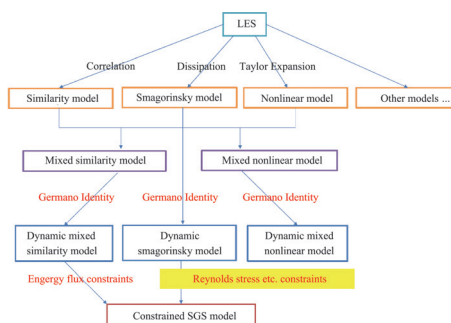 LES
Correlation
Dissipation
Taylor Expansion
Similarity model
Smagorinsky model
Nonlinear model
Other models ...
Mixed similarity model
Mixed nonlinear model
Germano Identity
Germano Identity
Germano Identity
Dynamic mixed
similarity model
Dynamic
smagorinsky model
Dynamic mixed
nonlinear model
Engergy flux constraints
Reynolds stress etc. constraints
Constrained SGS model